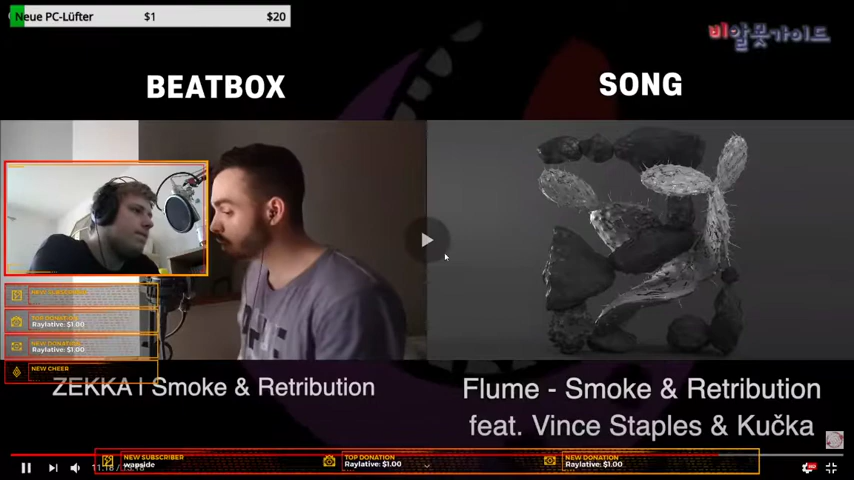 Neue PC-Lüfter $1 $20
비알못가이드
BEATBOX
SONG
NEW SUBSCRIBER
TOP DONATION
Raylative: $1.00
NEW DONATION
Raylative: $1.00
NEW CHEER
ZEKKA | Smoke & Retribution
Flume - Smoke & Retribution
feat. Vince Staples & Kučka
NEW SUBSCRIBER
wapside
TOP DONATION
Raylative: $1.00
NEW DONATION
Raylative: $1.00